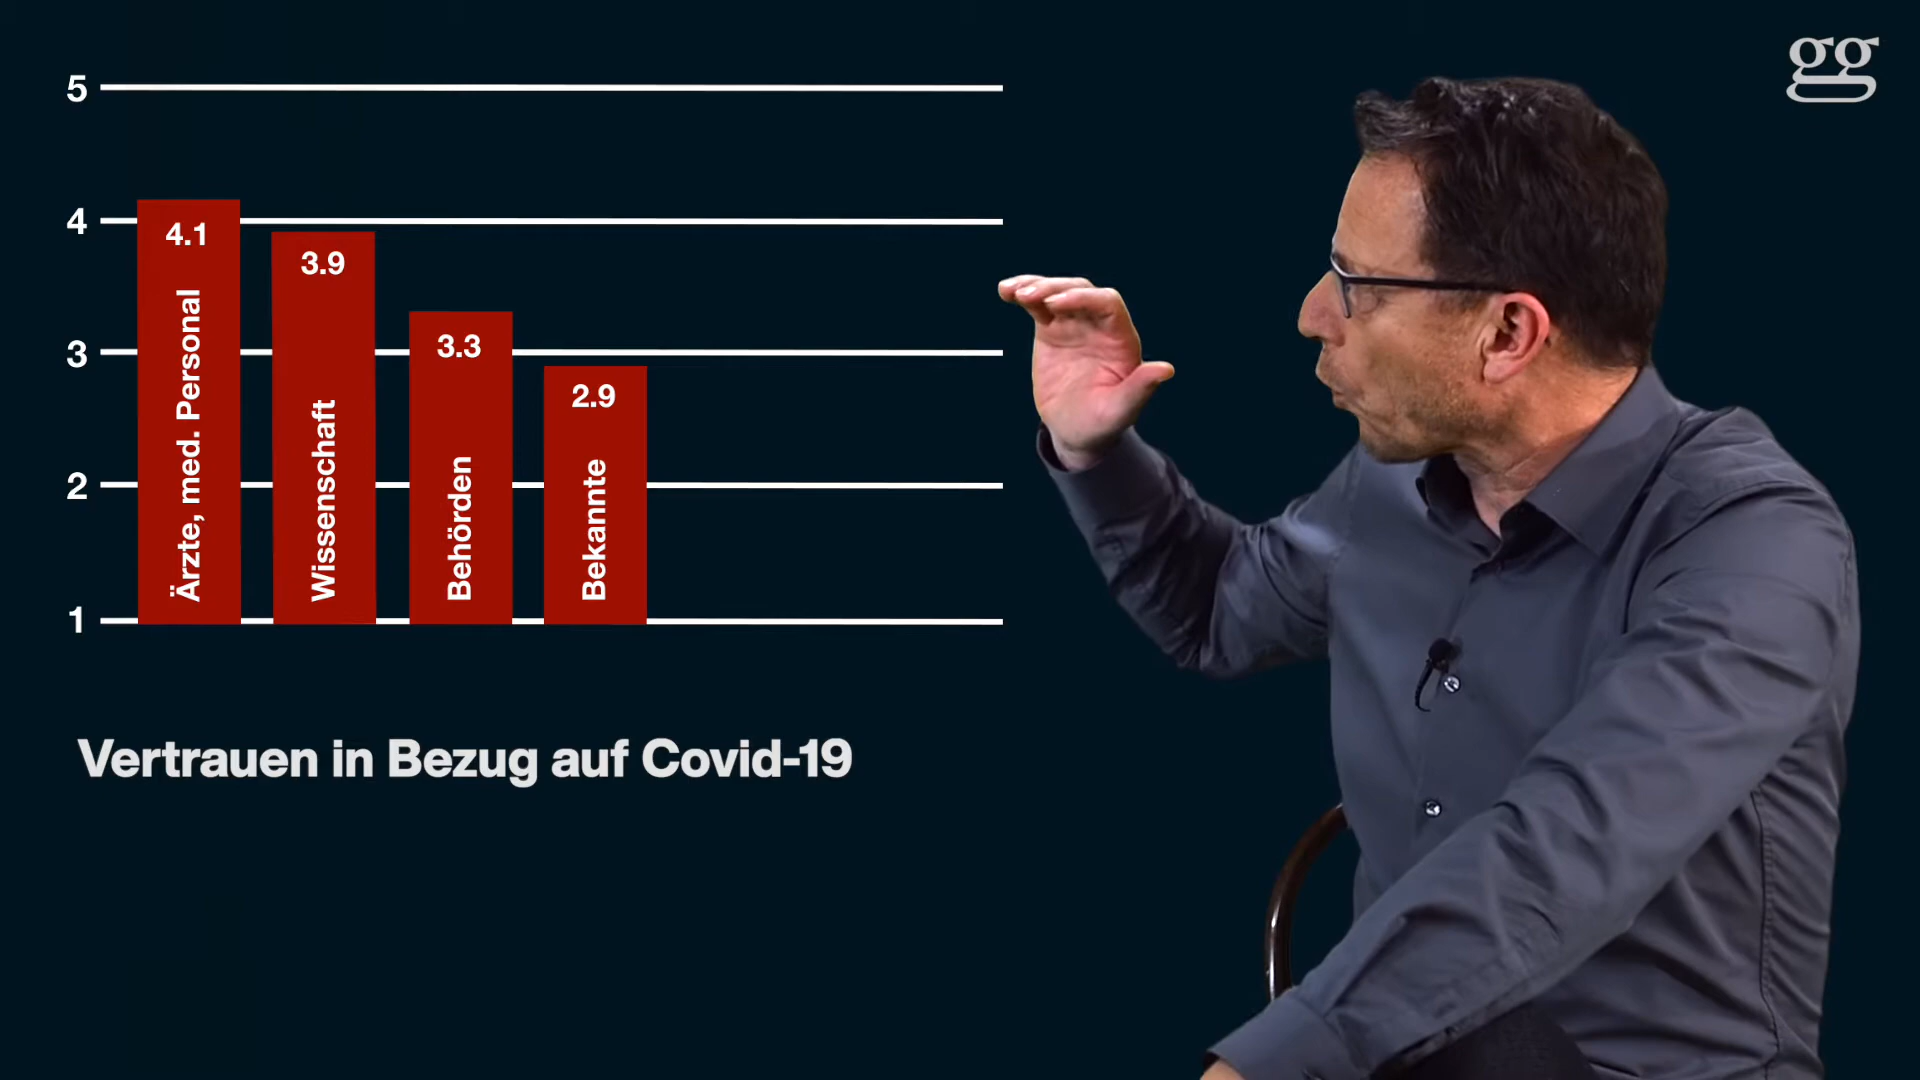 gg
5
4
3
2
1
4.1
Ärzte, med. Personal
3.9
Wissenschaft
3.3
Behörden
2.9
Bekannte
Vertrauen in Bezug auf Covid-19